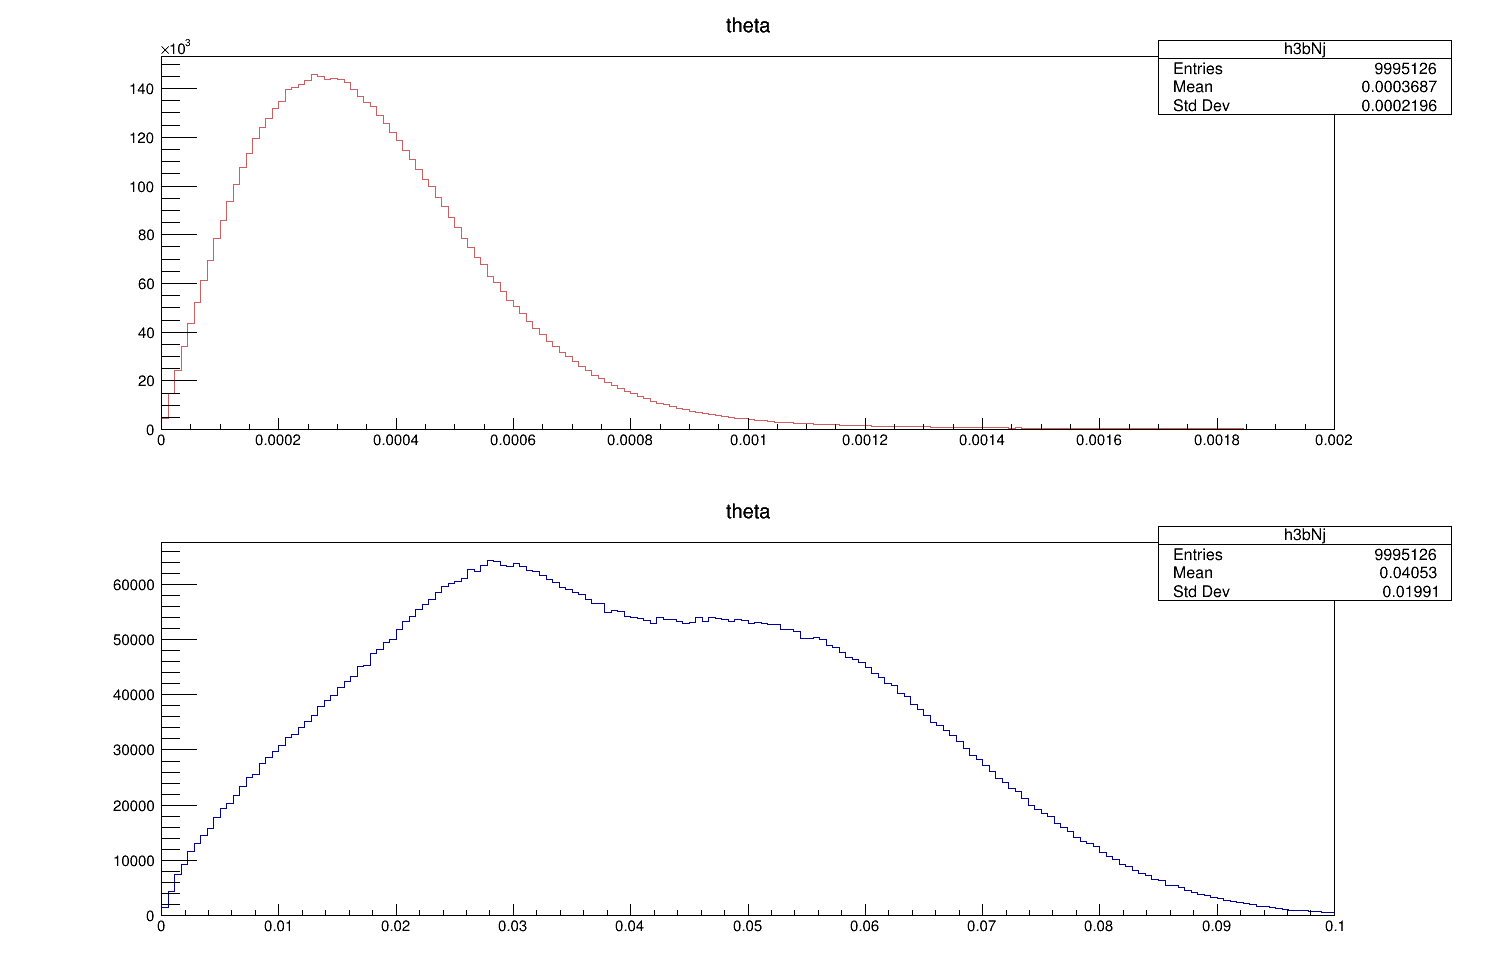 theta
×10³
h3bNj
Entries 9995126
Mean 0.0003687
Std Dev 0.0002196
140
120
100
80
60
40
20
0
0 0.0002 0.0004 0.0006 0.0008 0.001 0.0012 0.0014 0.0016 0.0018 0.002
theta
h3bNj
Entries 9995126
Mean 0.04053
Std Dev 0.01991
60000
50000
40000
30000
20000
10000
0
0 0.01 0.02 0.03 0.04 0.05 0.06 0.07 0.08 0.09 0.1